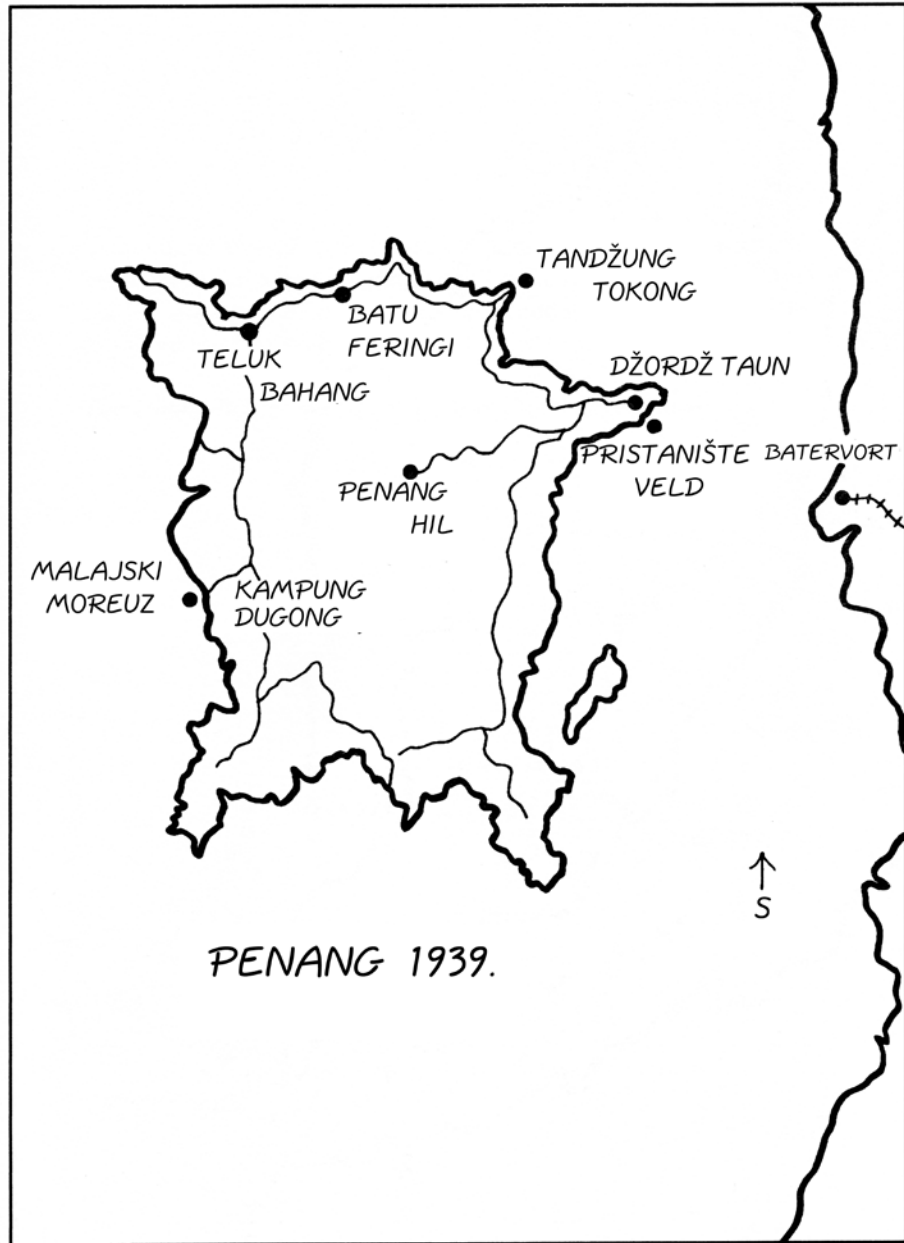 TANDŽUNG
TOKONG
BATU
FERINGI
TELUK
BAHANG
DŽORDŽ TAUN
PRISTANIŠTE
VELD
BATERVORT
PENANG
HIL
MALAJSKI
MOREUZ
KAMPUNG
DUGONG
S
PENANG 1939.